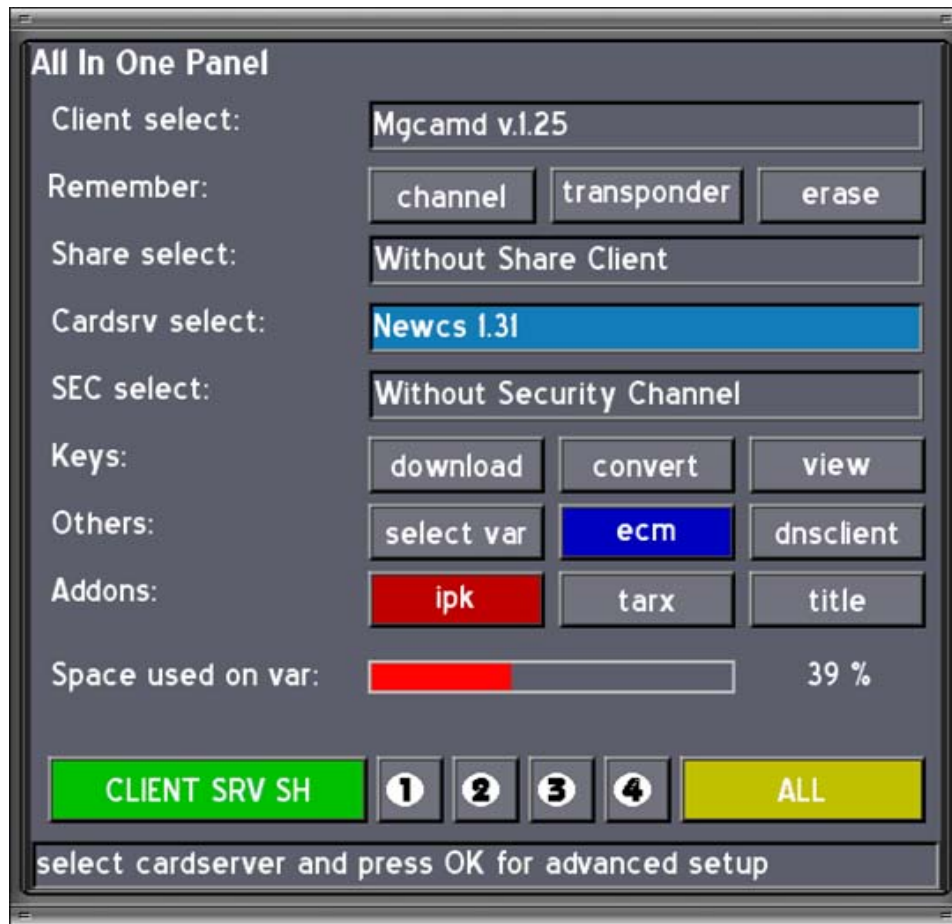 All In One Panel
Client select: Mgcamd v.1.25
Remember: channel transponder erase
Share select: Without Share Client
Cardsrv select: Newcs 1.31
SEC select: Without Security Channel
Keys: download convert view
Others: select var ecm dnsclient
Addons: ipk tarx title
Space used on var: 39 %
CLIENT SRV SH 1 2 3 4 ALL
select cardserver and press OK for advanced setup